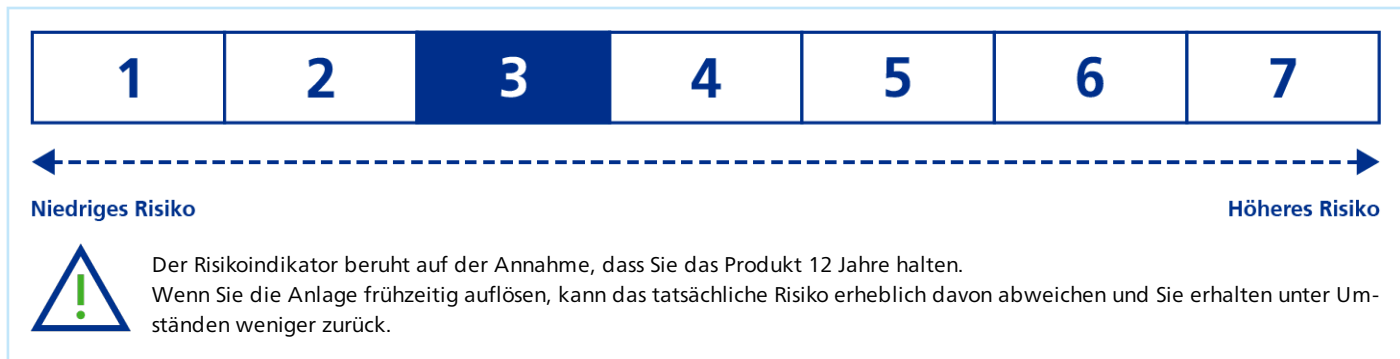 1 2 3 4 5 6 7
Niedriges Risiko Höheres Risiko
Der Risikoindikator beruht auf der Annahme, dass Sie das Produkt 12 Jahre halten.
Wenn Sie die Anlage frühzeitig auflösen, kann das tatsächliche Risiko erheblich davon abweichen und Sie erhalten unter Um-
ständen weniger zurück.